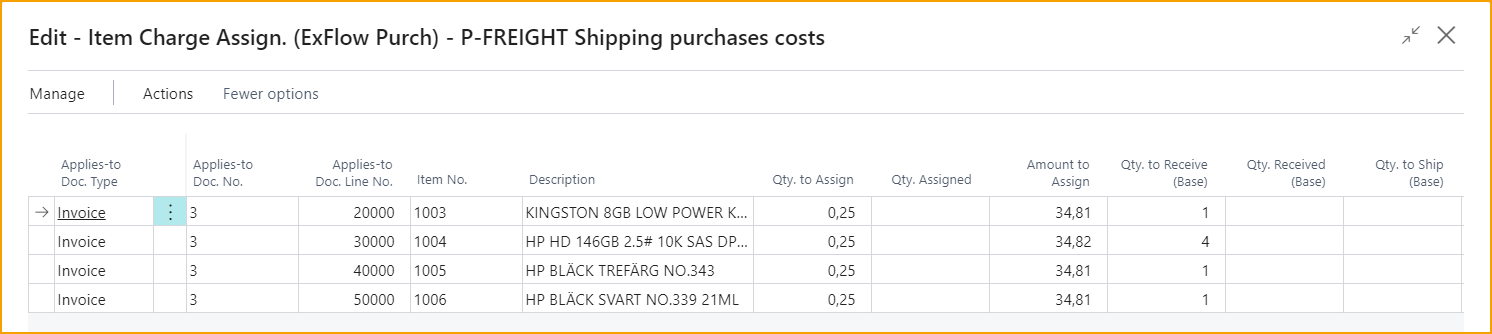 Edit - Item Charge Assign. (ExFlow Purch) - P-FREIGHT Shipping purchases costs
Manage Actions Fewer options
Applies-to Doc. Type Applies-to Doc. No. Applies-to Doc. Line No. Item No. Description Qty. to Assign Qty. Assigned Amount to Assign Qty. to Receive (Base) Qty. Received (Base) Qty. to Ship (Base)
Invoice 3 20000 1003 KINGSTON 8GB LOW POWER K... 0,25 34,81 1
Invoice 3 30000 1004 HP HD 146GB 2.5# 10K SAS DP... 0,25 34,82 4
Invoice 3 40000 1005 HP BLÄCK TREFÄRG NO.343 0,25 34,81 1
Invoice 3 50000 1006 HP BLÄCK SVART NO.339 21ML 0,25 34,81 1